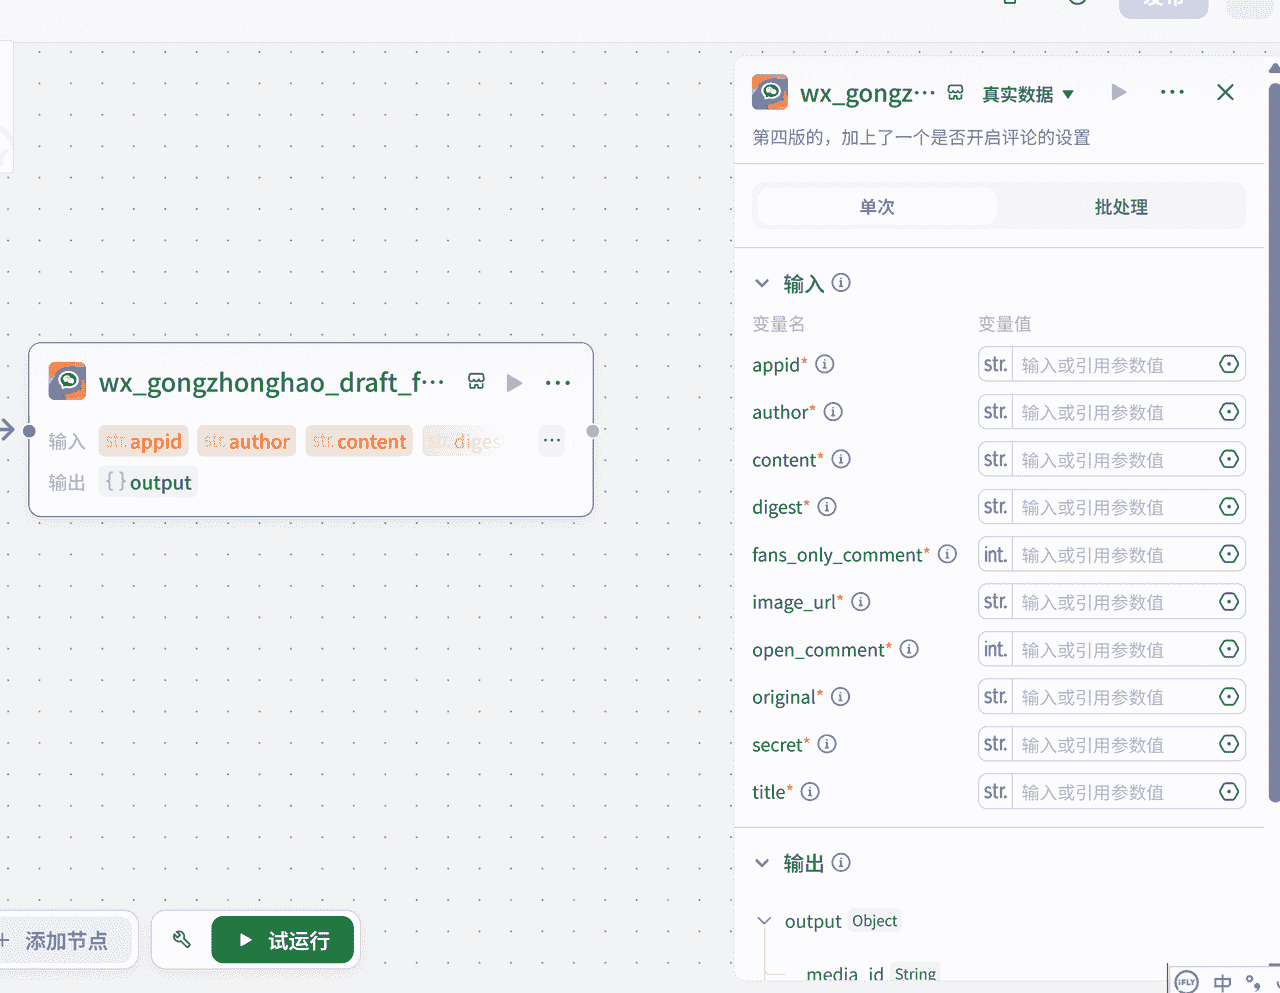 wx_gongzhonghao_draft_f···
输入 str. appid str. author str. content str. diges ···
输出 {} output
添加节点
试运行
wx_gongz··· 真实数据
第四版的，加上了一个是否开启评论的设置
单次 批处理
输入
变量名 变量值
appid* str. 输入或引用参数值
author* str. 输入或引用参数值
content* str. 输入或引用参数值
digest* str. 输入或引用参数值
fans_only_comment* int. 输入或引用参数值
image_url* str. 输入或引用参数值
open_comment* int. 输入或引用参数值
original* str. 输入或引用参数值
secret* str. 输入或引用参数值
title* str. 输入或引用参数值
输出
output Object
media_id String
iFLY 中